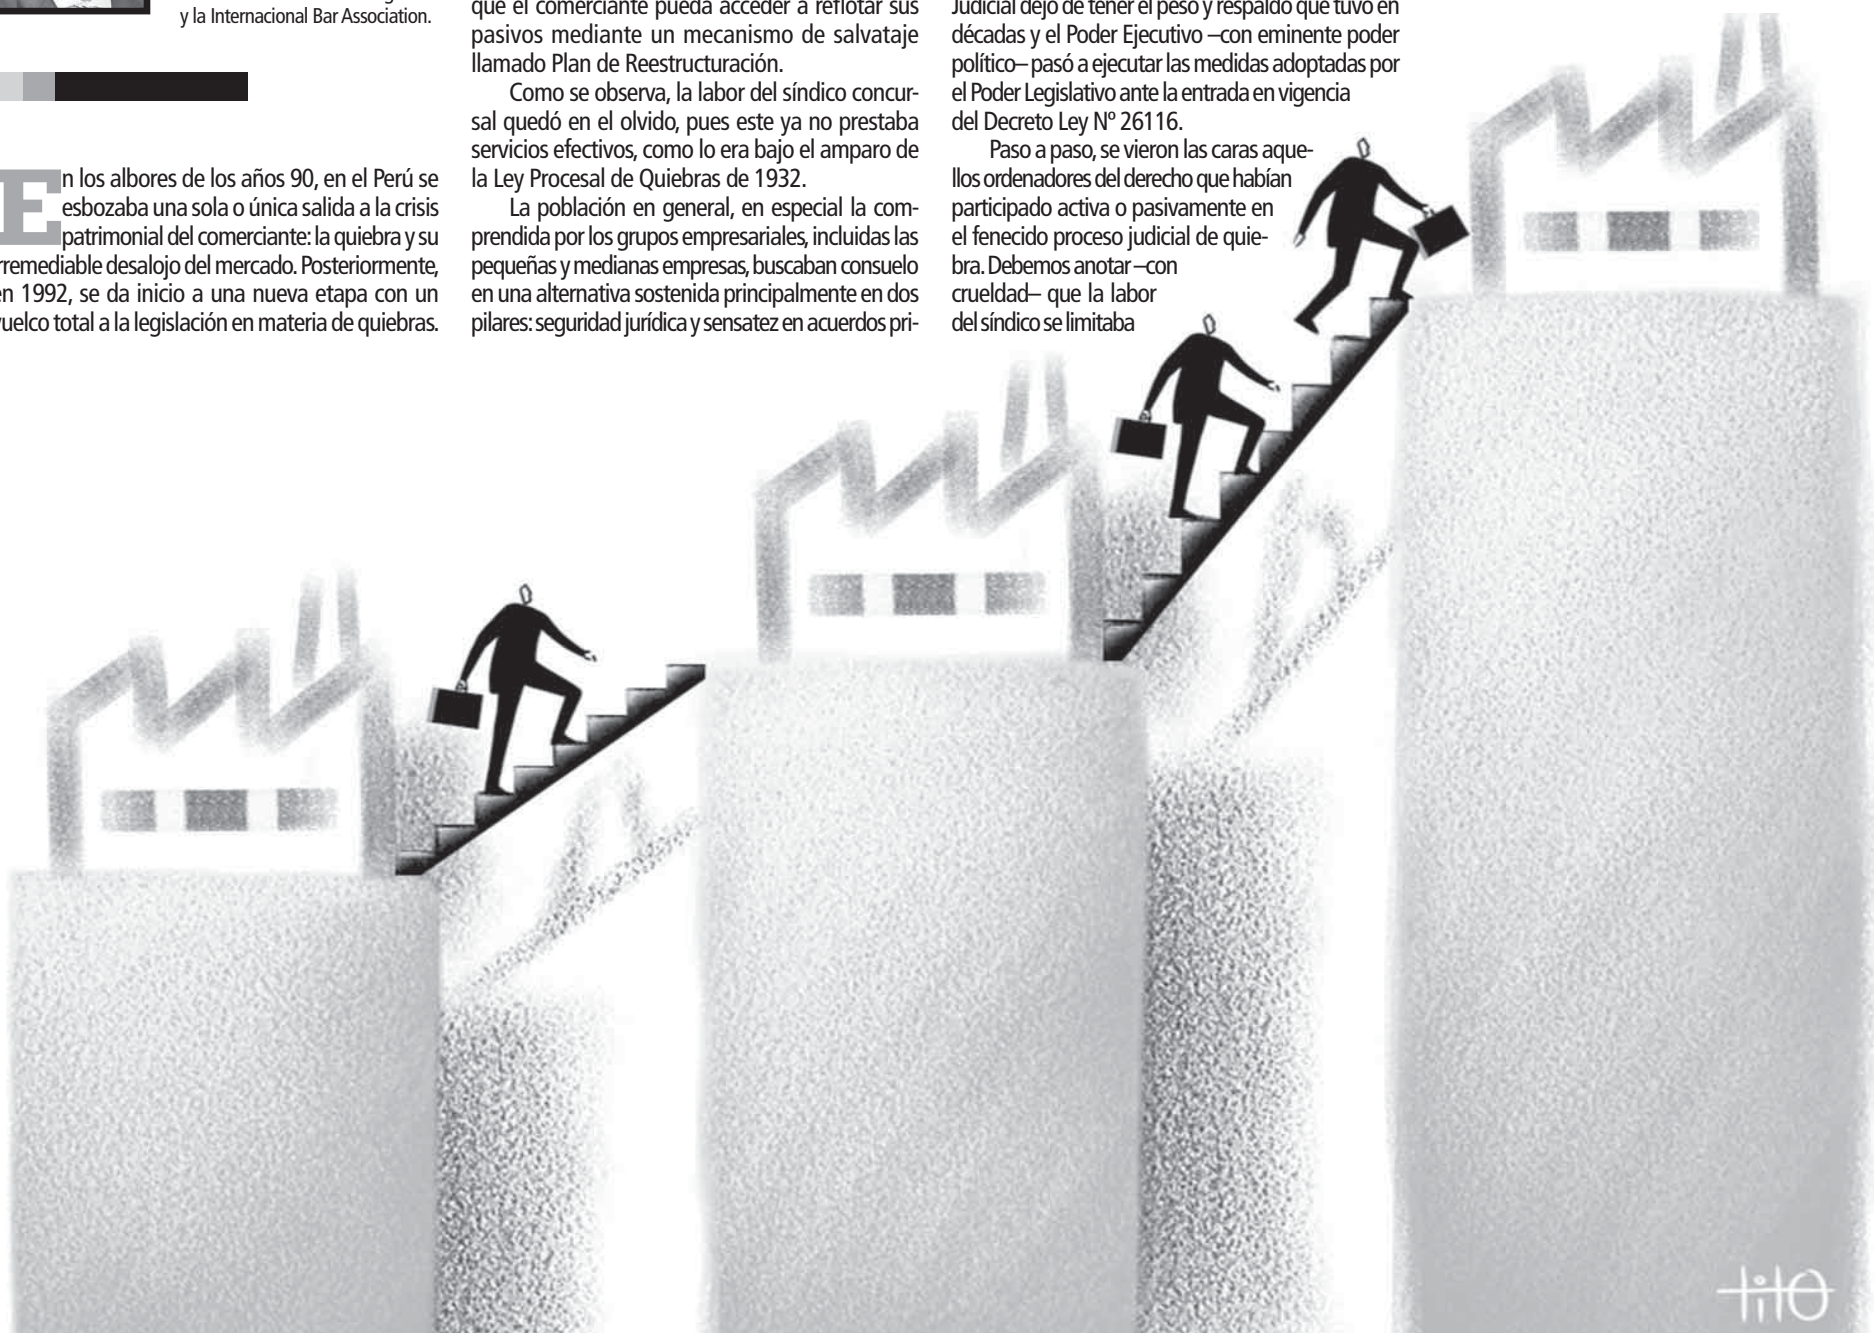 y la Internacional Bar Association.
En los albores de los años 90, en el Perú se
esbozaba una sola o única salida a la crisis
patrimonial del comerciante: la quiebra y su
rremediable desalojo del mercado. Posteriormente,
en 1992, se da inicio a una nueva etapa con un
vuelco total a la legislación en materia de quiebras.
que el comerciante pueda acceder a reflotar sus
pasivos mediante un mecanismo de salvataje
llamado Plan de Reestructuración.
Como se observa, la labor del síndico concur-
sal quedó en el olvido, pues este ya no prestaba
servicios efectivos, como lo era bajo el amparo de
la Ley Procesal de Quiebras de 1932.
La población en general, en especial la com-
prendida por los grupos empresariales, incluidas las
pequeñas y medianas empresas, buscaban consuelo
en una alternativa sostenida principalmente en dos
pilares: seguridad jurídica y sensatez en acuerdos pri-
Judicial dejó de tener el peso y respaldo que tuvo en
décadas y el Poder Ejecutivo –con eminente poder
político– pasó a ejecutar las medidas adoptadas por
el Poder Legislativo ante la entrada en vigencia
del Decreto Ley Nº 26116.
Paso a paso, se vieron las caras aque-
llos ordenadores del derecho que habían
participado activa o pasivamente en
el fenecido proceso judicial de quie-
bra. Debemos anotar –con
crueldad– que la labor
del síndico se limitaba
tito